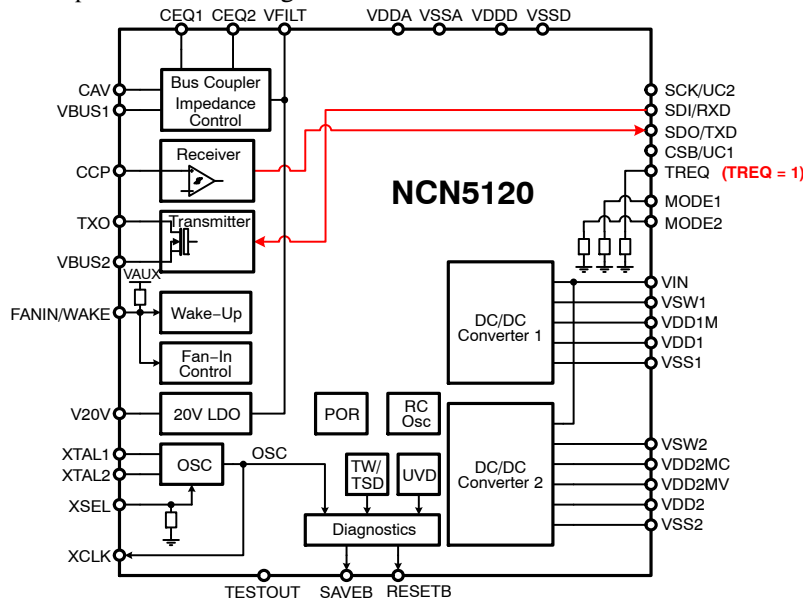 CEQ1 CEQ2 VFILT VDDA VSSA VDDD VSSD
CAV
VBUS1
Bus Coupler
Impedance
Control
SCK/UC2
SDI/RXD
SDO/TXD
CSB/UC1
CCP
Receiver
TREQ (TREQ = 1)
NCN5120
MODE1
MODE2
TXO
Transmitter
VBUS2
VAUX
FANIN/WAKE
Wake−Up
Fan−In
Control
DC/DC
Converter 1
VIN
VSW1
VDD1M
VDD1
VSS1
V20V
20V LDO
POR
RC
Osc
XTAL1
XTAL2
OSC
OSC
XSEL
TW/
TSD
UVD
DC/DC
Converter 2
VSW2
VDD2MC
VDD2MV
VDD2
VSS2
Diagnostics
XCLK
TESTOUT SAVEB RESETB